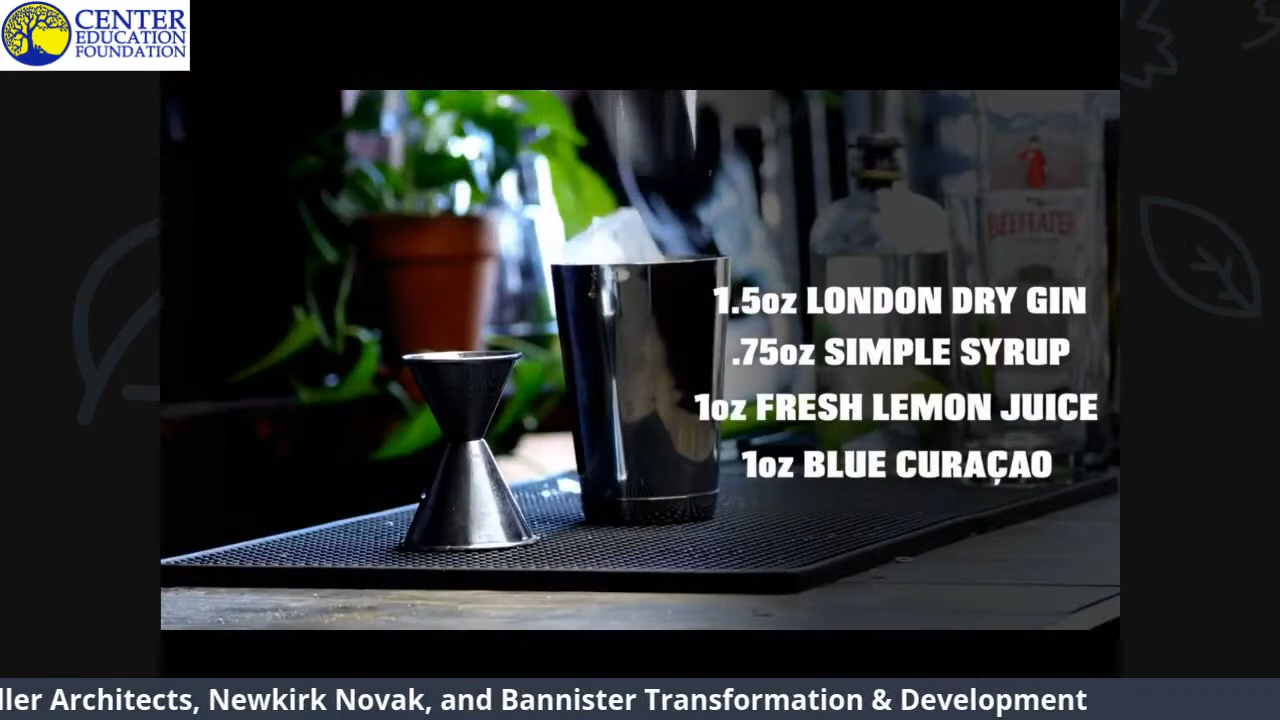 CENTER
EDUCATION
FOUNDATION
BEEFEATER
1.5oz LONDON DRY GIN
.75oz SIMPLE SYRUP
1oz FRESH LEMON JUICE
1oz BLUE CURAÇAO
ller Architects, Newkirk Novak, and Bannister Transformation & Development